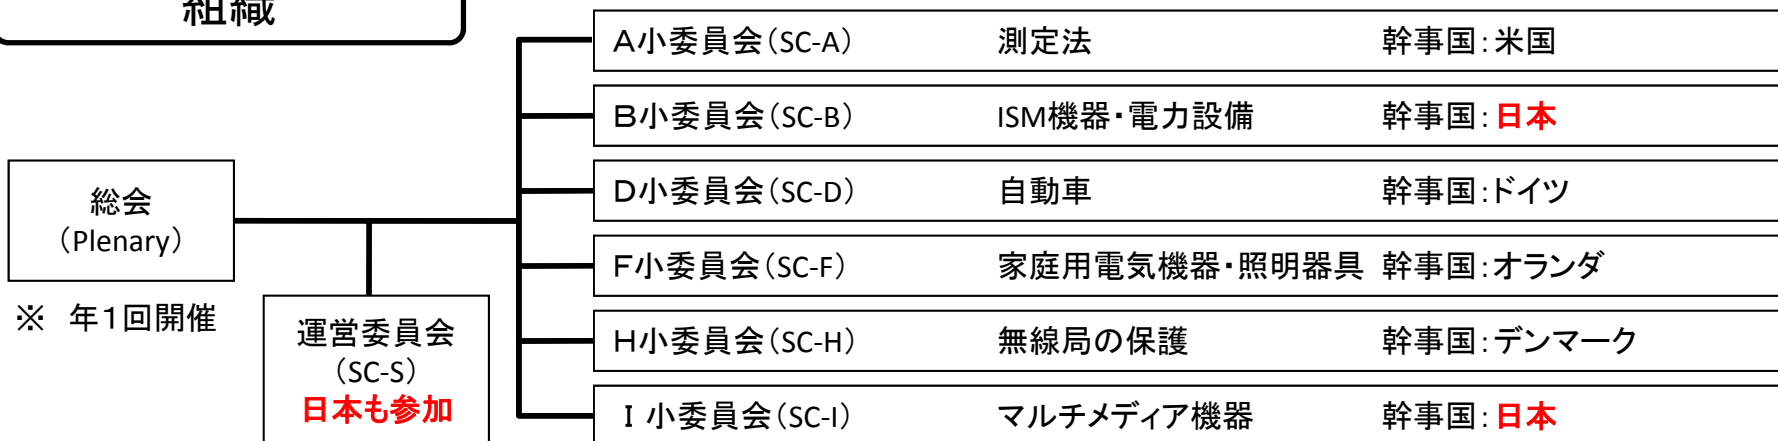 組織
A小委員会（SC-A） 測定法 幹事国：米国
B小委員会（SC-B） ISM機器・電力設備 幹事国：日本
D小委員会（SC-D） 自動車 幹事国：ドイツ
F小委員会（SC-F） 家庭用電気機器・照明器具 幹事国：オランダ
H小委員会（SC-H） 無線局の保護 幹事国：デンマーク
I 小委員会（SC-I） マルチメディア機器 幹事国：日本
総会
（Plenary）
※ 年1回開催
運営委員会
（SC-S）
日本も参加